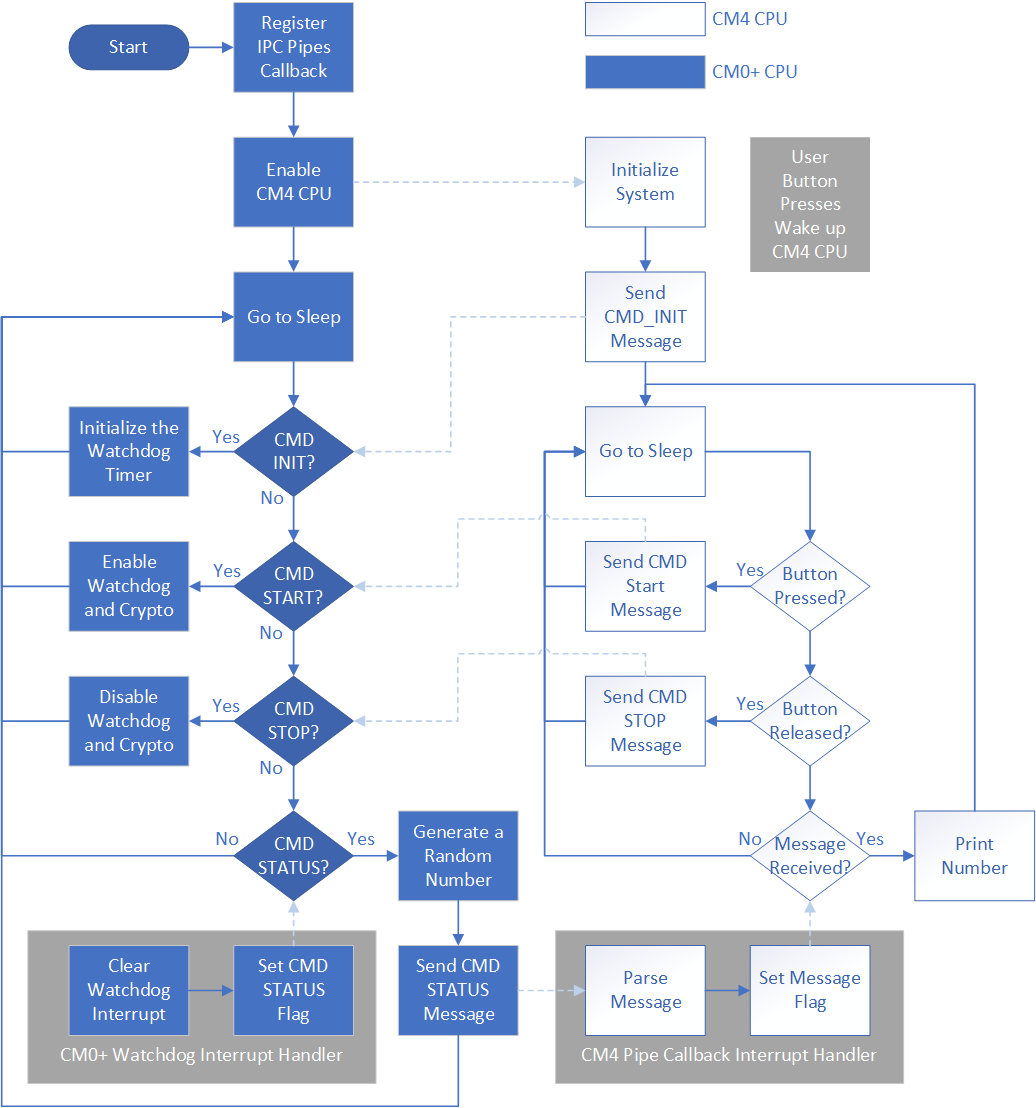 Start
Register
IPC Pipes
Callback
CM4 CPU
CM0+ CPU
Enable
CM4 CPU
Initialize
System
User
Button
Presses
Wake up
CM4 CPU
Go to Sleep
Send
CMD_INIT
Message
Initialize the
Watchdog
Timer
Yes
CMD
INIT?
No
Go to Sleep
Enable
Watchdog
and Crypto
Yes
CMD
START?
No
Send CMD
Start
Message
Yes
Button
Pressed?
Disable
Watchdog
and Crypto
Yes
CMD
STOP?
No
Send CMD
STOP
Message
Yes
Button
Released?
No
CMD
STATUS?
Yes
Generate a
Random
Number
No
Message
Received?
Yes
Print
Number
Clear
Watchdog
Interrupt
Set CMD
STATUS
Flag
CM0+ Watchdog Interrupt Handler
Send CMD
STATUS
Message
Parse
Message
Set Message
Flag
CM4 Pipe Callback Interrupt Handler